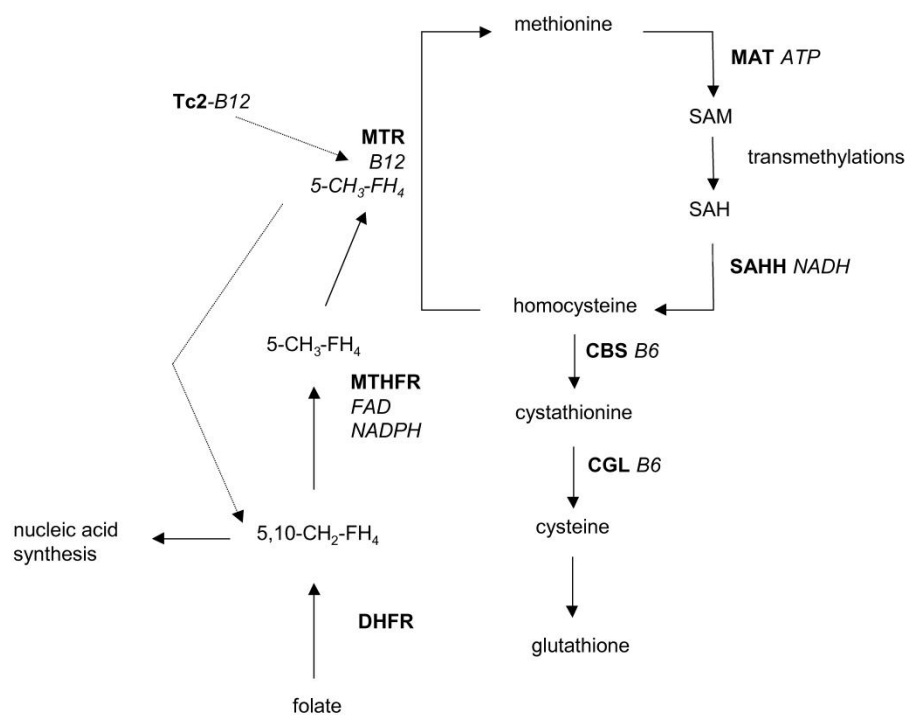 methionine
MAT ATP
Tc2-B12
SAM
MTR
B12
5-CH₃-FH₄
transmethylations
SAH
SAHH NADH
homocysteine
5-CH₃-FH₄
CBS B6
MTHFR
FAD
NADPH
cystathionine
CGL B6
nucleic acid
synthesis
5,10-CH₂-FH₄
cysteine
DHFR
glutathione
folate